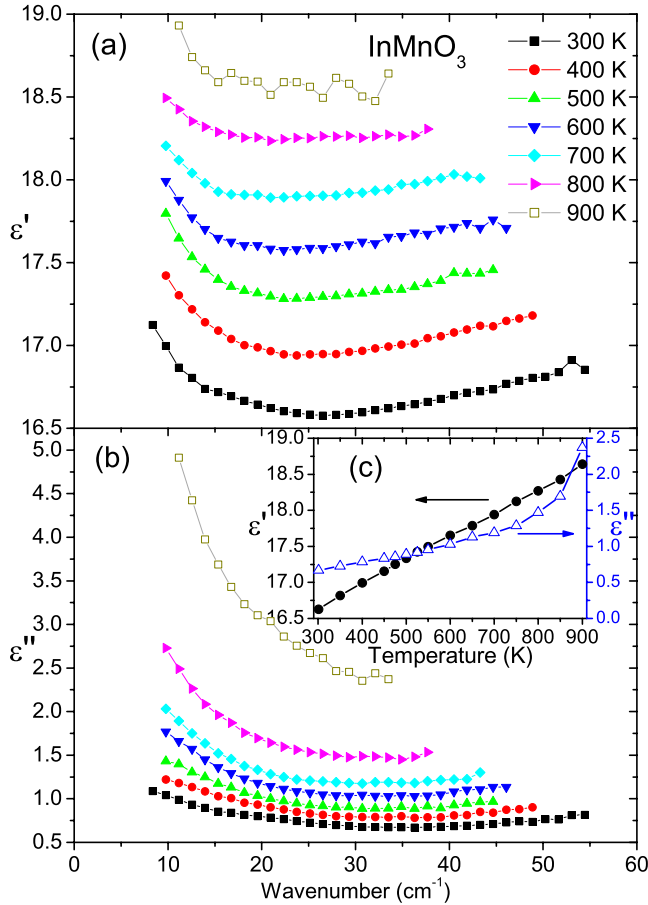 (a)
InMnO3
300 K
400 K
500 K
600 K
700 K
800 K
900 K
19.0
18.5
18.0
17.5
17.0
16.5
ε'
(b)
5.0
4.5
4.0
3.5
3.0
2.5
2.0
1.5
1.0
0.5
ε''
(c)
19.0
18.5
18.0
17.5
17.0
16.5
ε'
2.5
2.0
1.5
1.0
0.5
0.0
ε''
300 400 500 600 700 800 900
Temperature (K)
0 10 20 30 40 50 60
Wavenumber (cm-1)